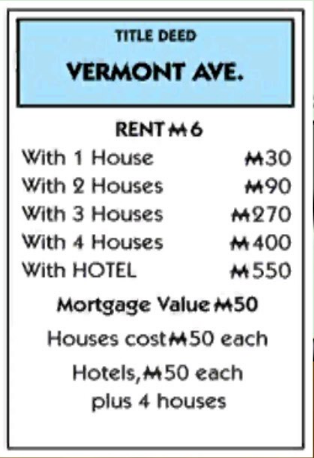 TITLE DEED
VERMONT AVE.
RENT ₩6
With 1 House ₩30
With 2 Houses ₩90
With 3 Houses ₩270
With 4 Houses ₩400
With HOTEL ₩550
Mortgage Value ₩50
Houses cost ₩50 each
Hotels, ₩50 each
plus 4 houses